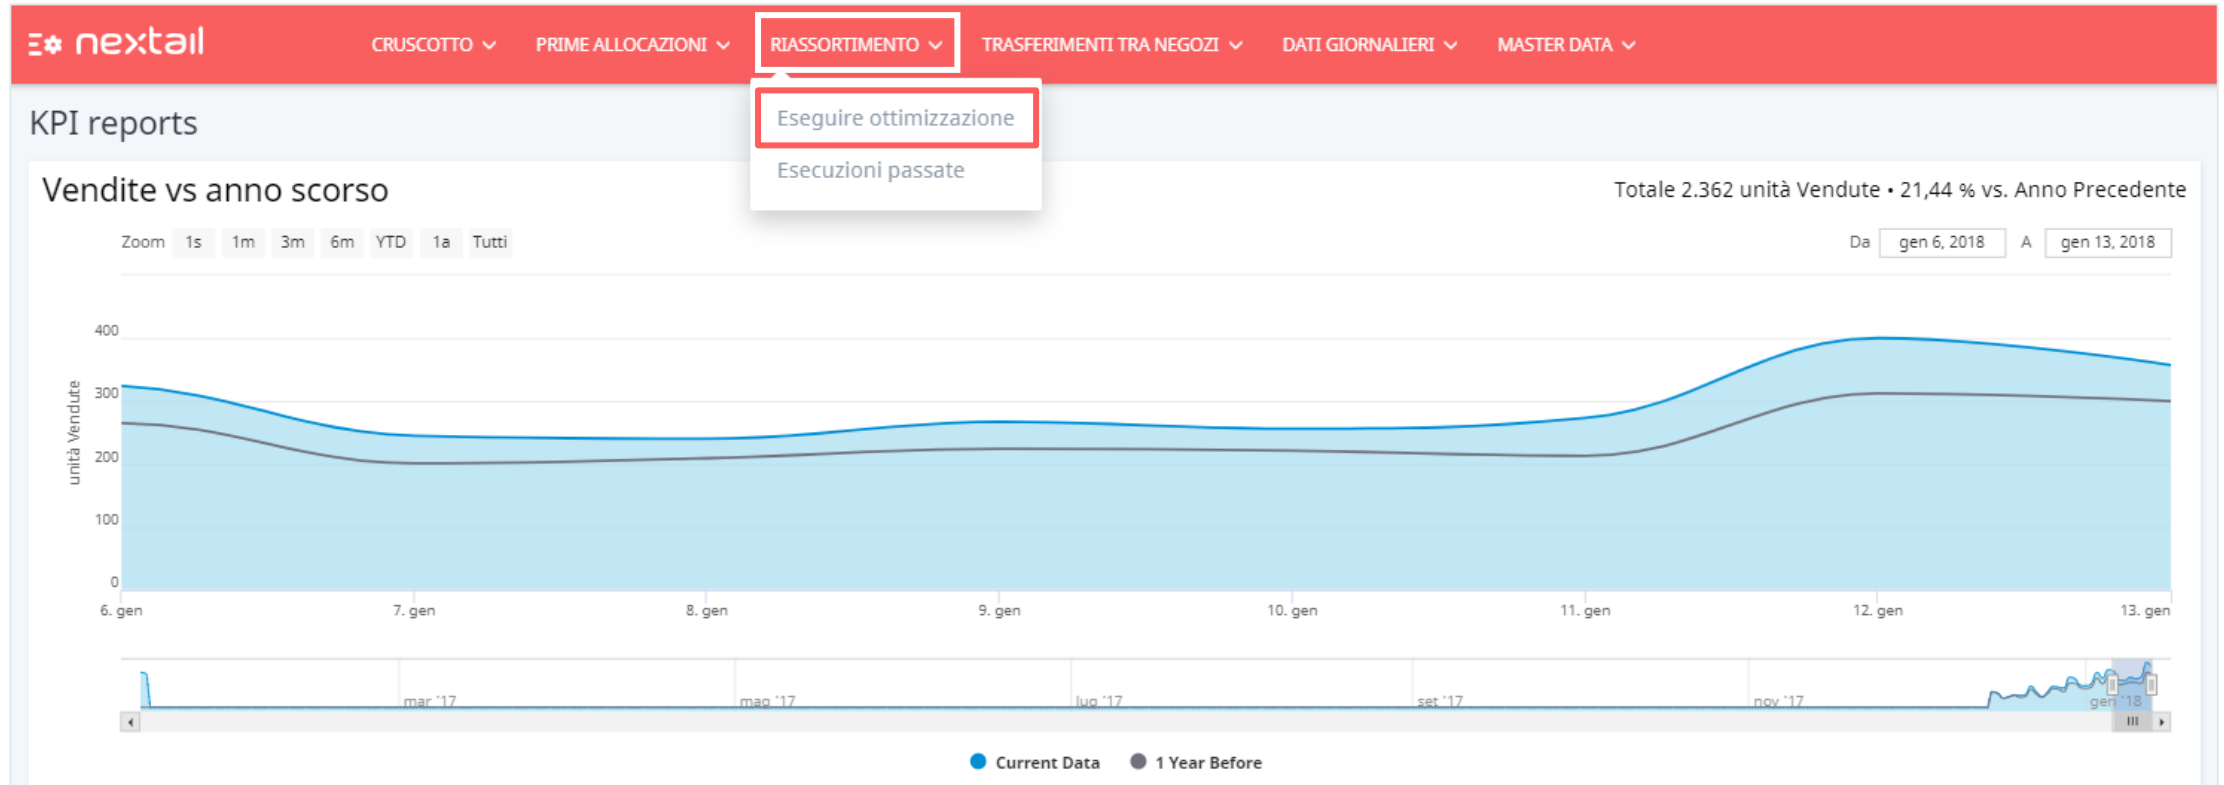 nextail
CRUSCOTTO PRIME ALLOCAZIONI RIASSORTIMENTO TRASFERIMENTI TRA NEGOZI DATI GIORNALIERI MASTER DATA
Eseguire ottimizzazione
Esecuzioni passate
KPI reports
Vendite vs anno scorso
Totale 2.362 unità Vendute • 21,44 % vs. Anno Precedente
Zoom 1s 1m 3m 6m YTD 1a Tutti
Da gen 6, 2018 A gen 13, 2018
unità Vendute
400
300
200
100
0
6. gen 7. gen 8. gen 9. gen 10. gen 11. gen 12. gen 13. gen
mar '17 mag '17 lug '17 set '17 nov '17 gen '18
Current Data 1 Year Before